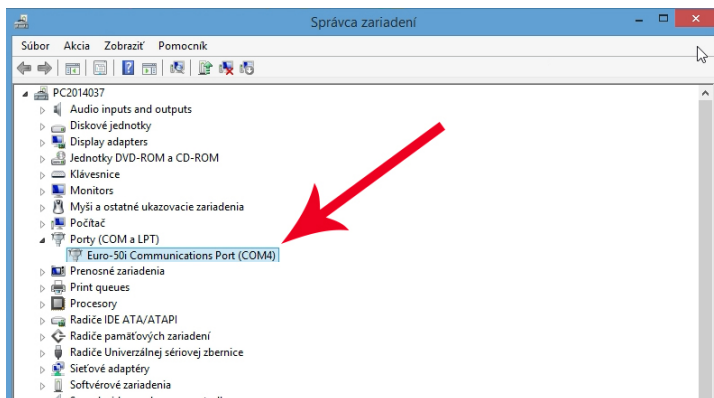 Správca zariadení
Súbor Akcia Zobraziť Pomocník
PC2014037
Audio inputs and outputs
Diskové jednotky
Display adapters
Jednotky DVD-ROM a CD-ROM
Klávesnice
Monitors
Myši a ostatné ukazovacie zariadenia
Počítač
Porty (COM a LPT)
Euro-50i Communications Port (COM4)
Prenosné zariadenia
Print queues
Procesory
Radiče IDE ATA/ATAPI
Radiče pamäťových zariadení
Radiče Univerzálnej sériovej zbernice
Sieťové adaptéry
Softvérové zariadenia